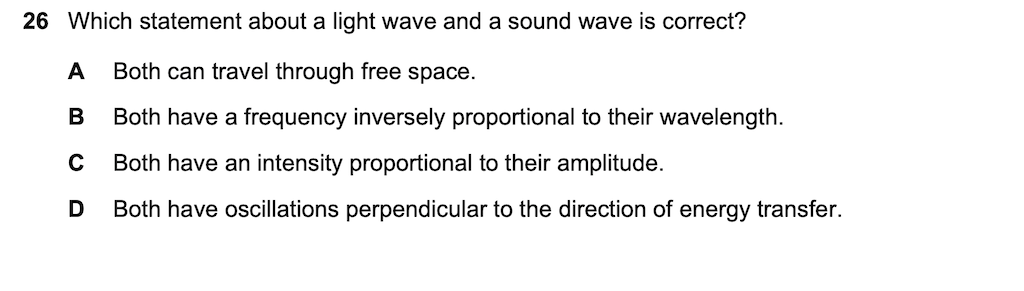 26 Which statement about a light wave and a sound wave is correct?
A Both can travel through free space.
B Both have a frequency inversely proportional to their wavelength.
C Both have an intensity proportional to their amplitude.
D Both have oscillations perpendicular to the direction of energy transfer.